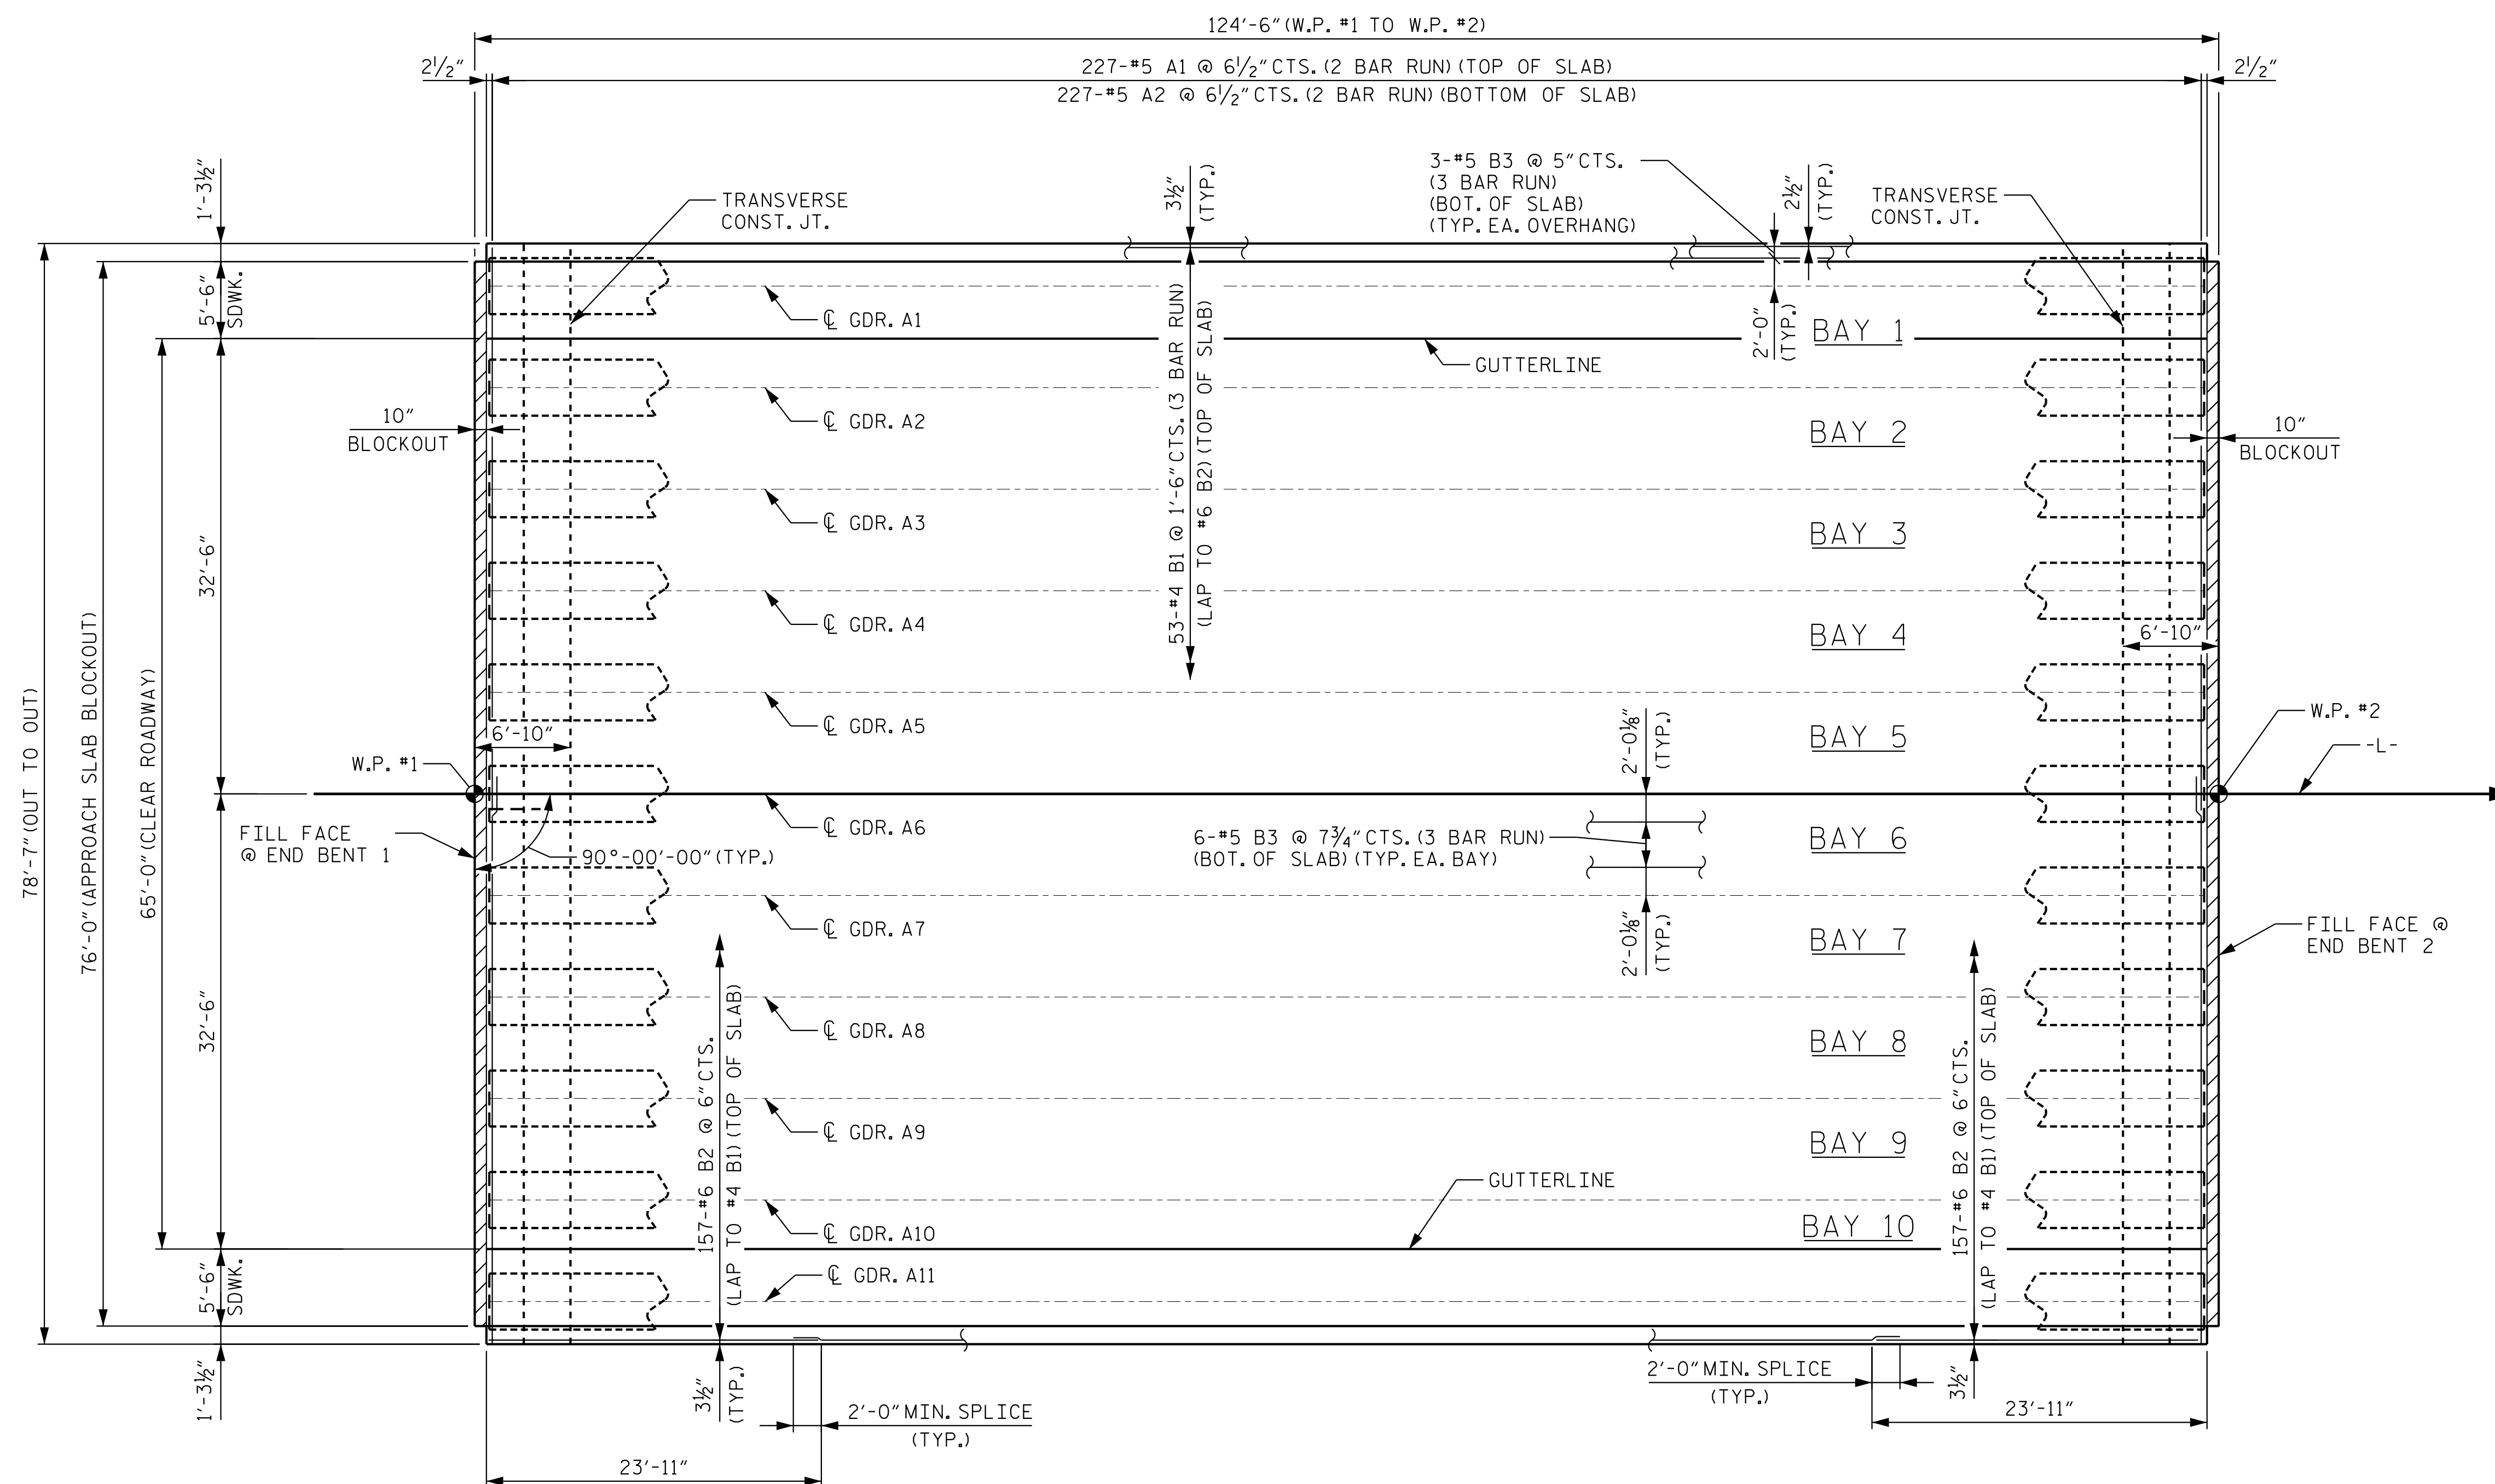 124'-6" (W.P. #1 TO W.P. #2)
2½"
227-#5 A1 @ 6½" CTS. (2 BAR RUN) (TOP OF SLAB)
227-#5 A2 @ 6½" CTS. (2 BAR RUN) (BOTTOM OF SLAB)
2½"
1'-3½"
TRANSVERSE
CONST. JT.
3½"
(TYP.)
3-#5 B3 @ 5" CTS.
(3 BAR RUN)
(BOT. OF SLAB)
(TYP. EA. OVERHANG)
2½"
(TYP.)
TRANSVERSE
CONST. JT.
5'-6"
SDWK.
℄ GDR. A1
2'-0"
(TYP.)
BAY 1
GUTTERLINE
10"
BLOCKOUT
℄ GDR. A2
BAY 2
10"
BLOCKOUT
53-#4 B1 @ 1'-6" CTS. (3 BAR RUN)
(LAP TO #6 B2) (TOP OF SLAB)
℄ GDR. A3
BAY 3
32'-6"
℄ GDR. A4
BAY 4
6'-10"
78'-7" (OUT TO OUT)
76'-0" (APPROACH SLAB BLOCKOUT)
65'-0" (CLEAR ROADWAY)
℄ GDR. A5
6'-10"
BAY 5
2'-0⅛"
(TYP.)
W.P. #2
-L-
W.P. #1
FILL FACE
@ END BENT 1
90°-00'-00" (TYP.)
℄ GDR. A6
6-#5 B3 @ 7¾" CTS. (3 BAR RUN)
(BOT. OF SLAB) (TYP. EA. BAY)
BAY 6
℄ GDR. A7
2'-0⅛"
(TYP.)
BAY 7
FILL FACE @
END BENT 2
32'-6"
℄ GDR. A8
BAY 8
157-#6 B2 @ 6" CTS.
(LAP TO #4 B1) (TOP OF SLAB)
157-#6 B2 @ 6" CTS.
(LAP TO #4 B1) (TOP OF SLAB)
℄ GDR. A9
BAY 9
GUTTERLINE
℄ GDR. A10
BAY 10
5'-6"
SDWK.
℄ GDR. A11
1'-3½"
3½"
(TYP.)
2'-0" MIN. SPLICE
(TYP.)
2'-0" MIN. SPLICE
(TYP.)
3½"
23'-11"
23'-11"